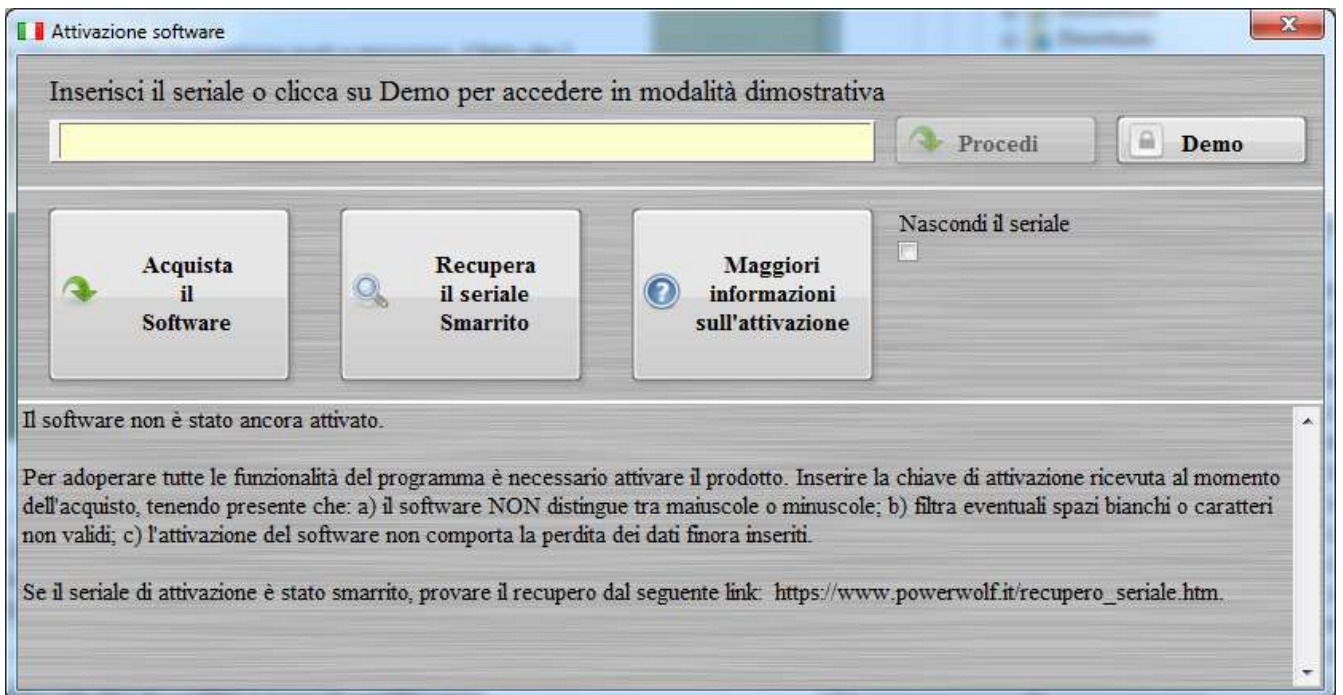 Attivazione software
Inserisci il seriale o clicca su Demo per accedere in modalità dimostrativa
Procedi
Demo
Acquista
il
Software
Recupera
il seriale
Smarrito
Maggiori
informazioni
sull'attivazione
Nascondi il seriale
Il software non è stato ancora attivato.
Per adoperare tutte le funzionalità del programma è necessario attivare il prodotto. Inserire la chiave di attivazione ricevuta al momento
dell'acquisto, tenendo presente che: a) il software NON distingue tra maiuscole o minuscole; b) filtra eventuali spazi bianchi o caratteri
non validi; c) l'attivazione del software non comporta la perdita dei dati finora inseriti.
Se il seriale di attivazione è stato smarrito, provare il recupero dal seguente link:  https://www.powerwolf.it/recupero_seriale.htm.